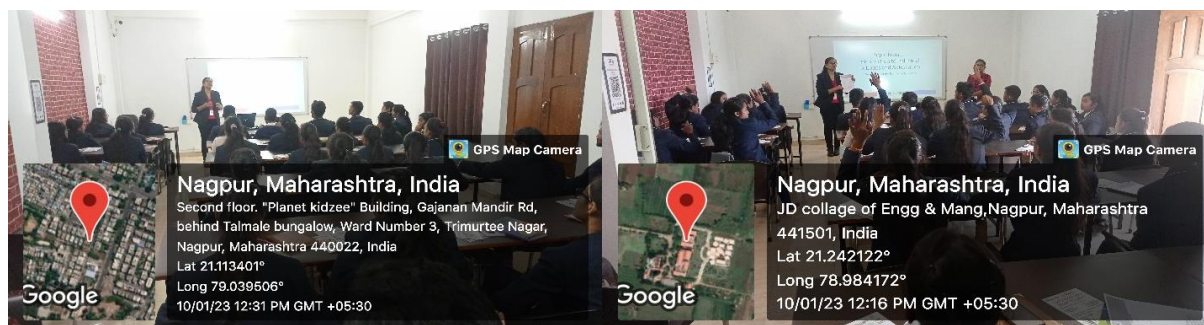 GPS Map Camera
Nagpur, Maharashtra, India
Second floor. "Planet kidzee" Building, Gajanan Mandir Rd,
behind Talmale bungalow, Ward Number 3, Trimurtee Nagar,
Nagpur, Maharashtra 440022, India
Lat 21.113401°
Long 79.039506°
10/01/23 12:31 PM GMT +05:30
Google
GPS Map Camera
Nagpur, Maharashtra, India
JD collage of Engg & Mang,Nagpur, Maharashtra
441501, India
Lat 21.242122°
Long 78.984172°
10/01/23 12:16 PM GMT +05:30
Google